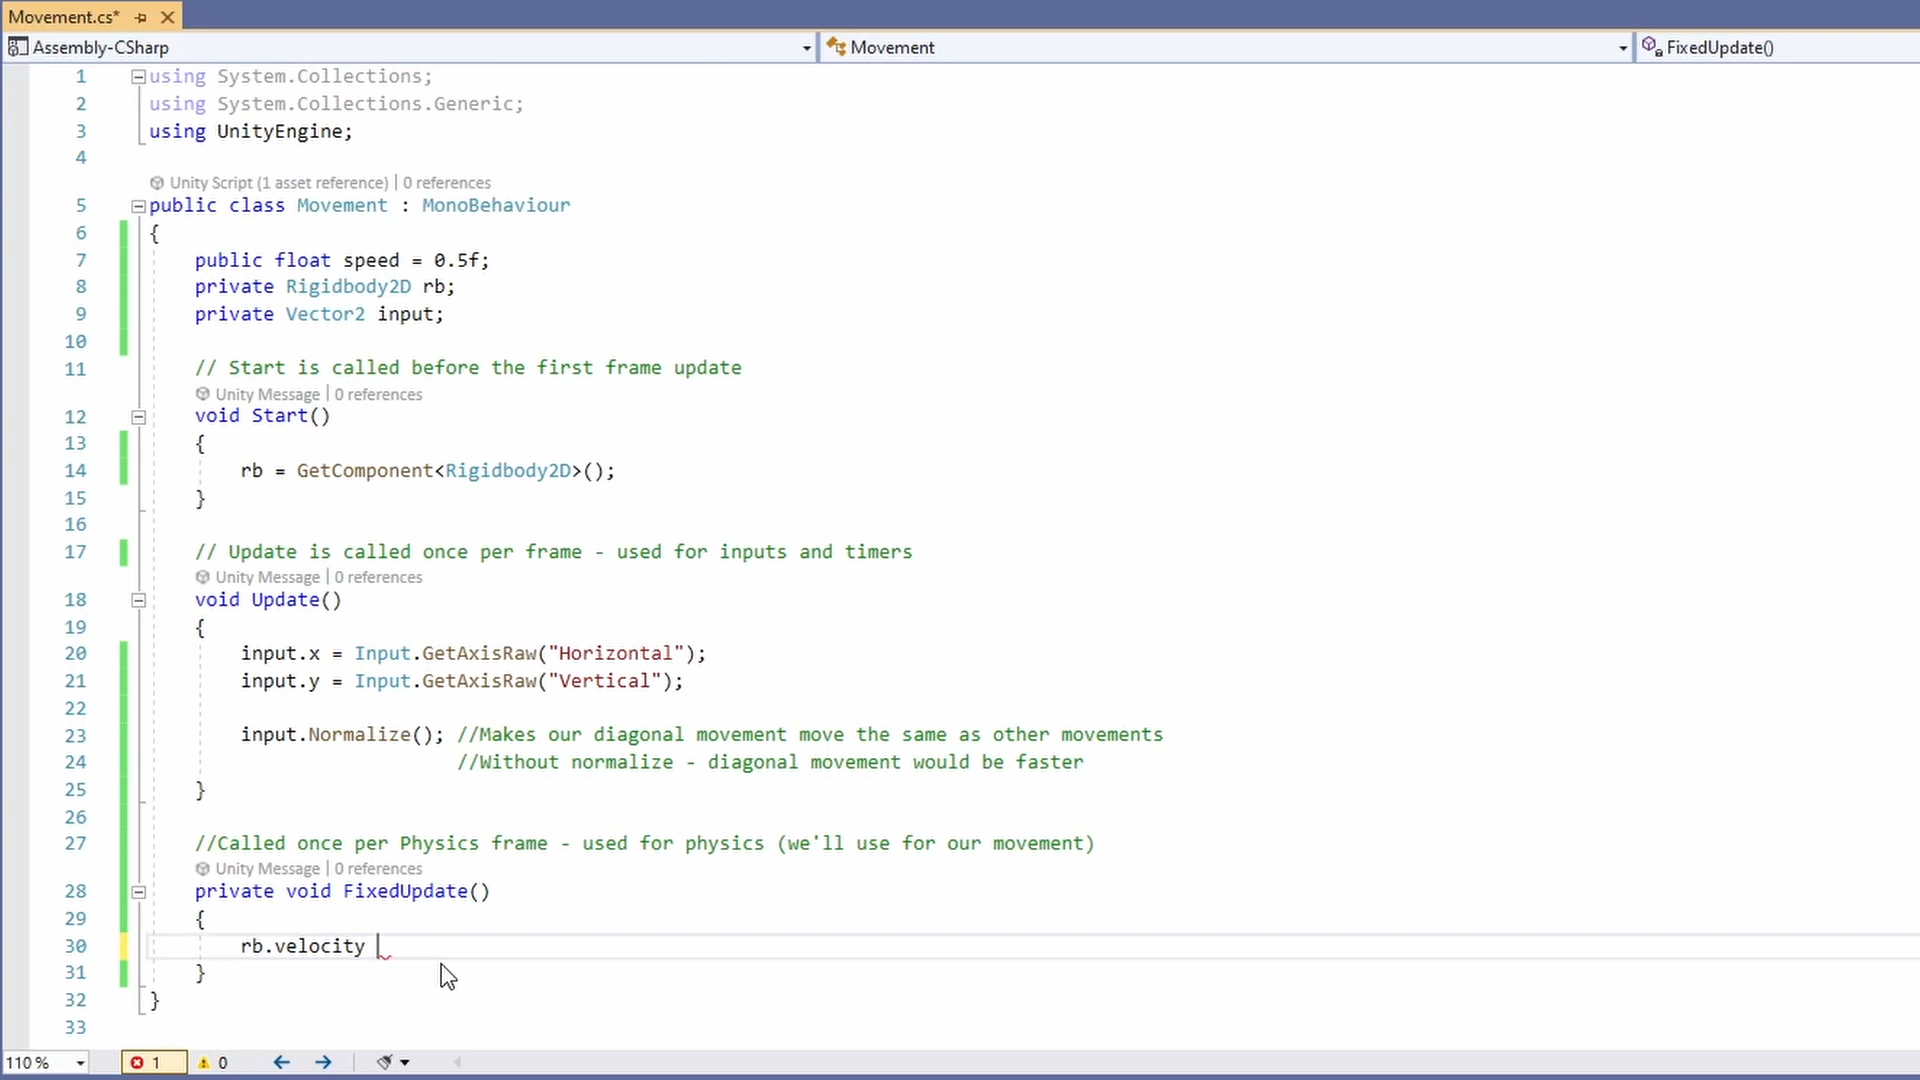 Movement.cs*
Assembly-CSharp Movement FixedUpdate()
1 using System.Collections;
2 using System.Collections.Generic;
3 using UnityEngine;
4
Unity Script (1 asset reference) | 0 references
5 public class Movement : MonoBehaviour
6 {
7 public float speed = 0.5f;
8 private Rigidbody2D rb;
9 private Vector2 input;
10
11 // Start is called before the first frame update
Unity Message | 0 references
12 void Start()
13 {
14 rb = GetComponent<Rigidbody2D>();
15 }
16
17 // Update is called once per frame - used for inputs and timers
Unity Message | 0 references
18 void Update()
19 {
20 input.x = Input.GetAxisRaw("Horizontal");
21 input.y = Input.GetAxisRaw("Vertical");
22
23 input.Normalize(); //Makes our diagonal movement move the same as other movements
24 //Without normalize - diagonal movement would be faster
25 }
26
27 //Called once per Physics frame - used for physics (we'll use for our movement)
Unity Message | 0 references
28 private void FixedUpdate()
29 {
30 rb.velocity
31 }
32 }
33
110 % 1 0